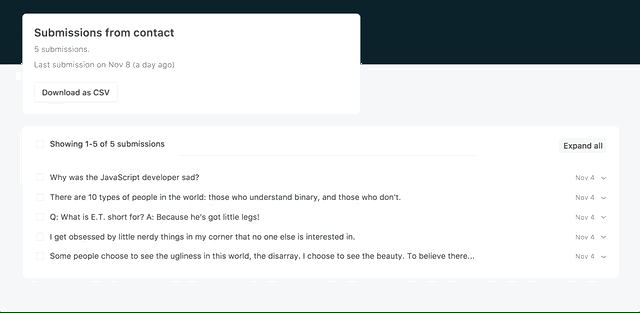 Submissions from contact
5 submissions.
Last submission on Nov 8 (a day ago)
Download as CSV
Showing 1-5 of 5 submissions
Expand all
Why was the JavaScript developer sad?
Nov 4
There are 10 types of people in the world: those who understand binary, and those who don't.
Nov 4
Q: What is E.T. short for? A: Because he's got little legs!
Nov 4
I get obsessed by little nerdy things in my corner that no one else is interested in.
Nov 4
Some people choose to see the ugliness in this world, the disarray. I choose to see the beauty. To believe there...
Nov 4